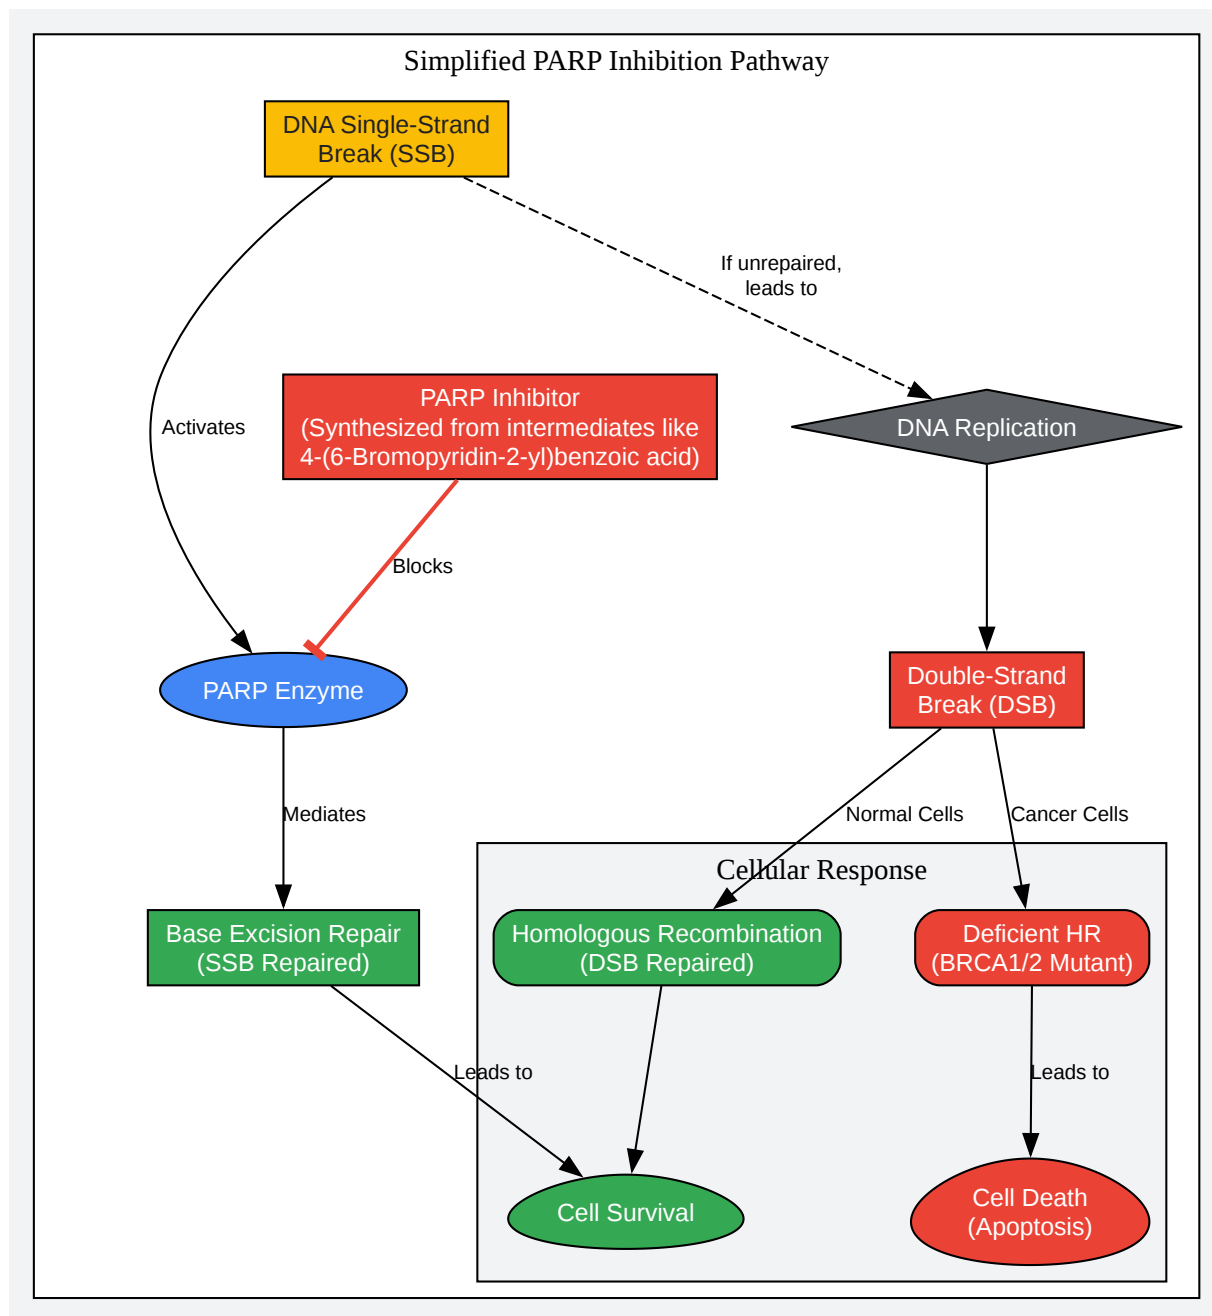 Simplified PARP Inhibition Pathway
DNA Single-Strand
Break (SSB)
If unrepaired,
leads to
PARP Inhibitor
(Synthesized from intermediates like
4-(6-Bromopyridin-2-yl)benzoic acid)
Activates
DNA Replication
Blocks
PARP Enzyme
Double-Strand
Break (DSB)
Mediates
Normal Cells
Cancer Cells
Cellular Response
Base Excision Repair
(SSB Repaired)
Homologous Recombination
(DSB Repaired)
Deficient HR
(BRCA1/2 Mutant)
Leads to
Leads to
Cell Survival
Cell Death
(Apoptosis)